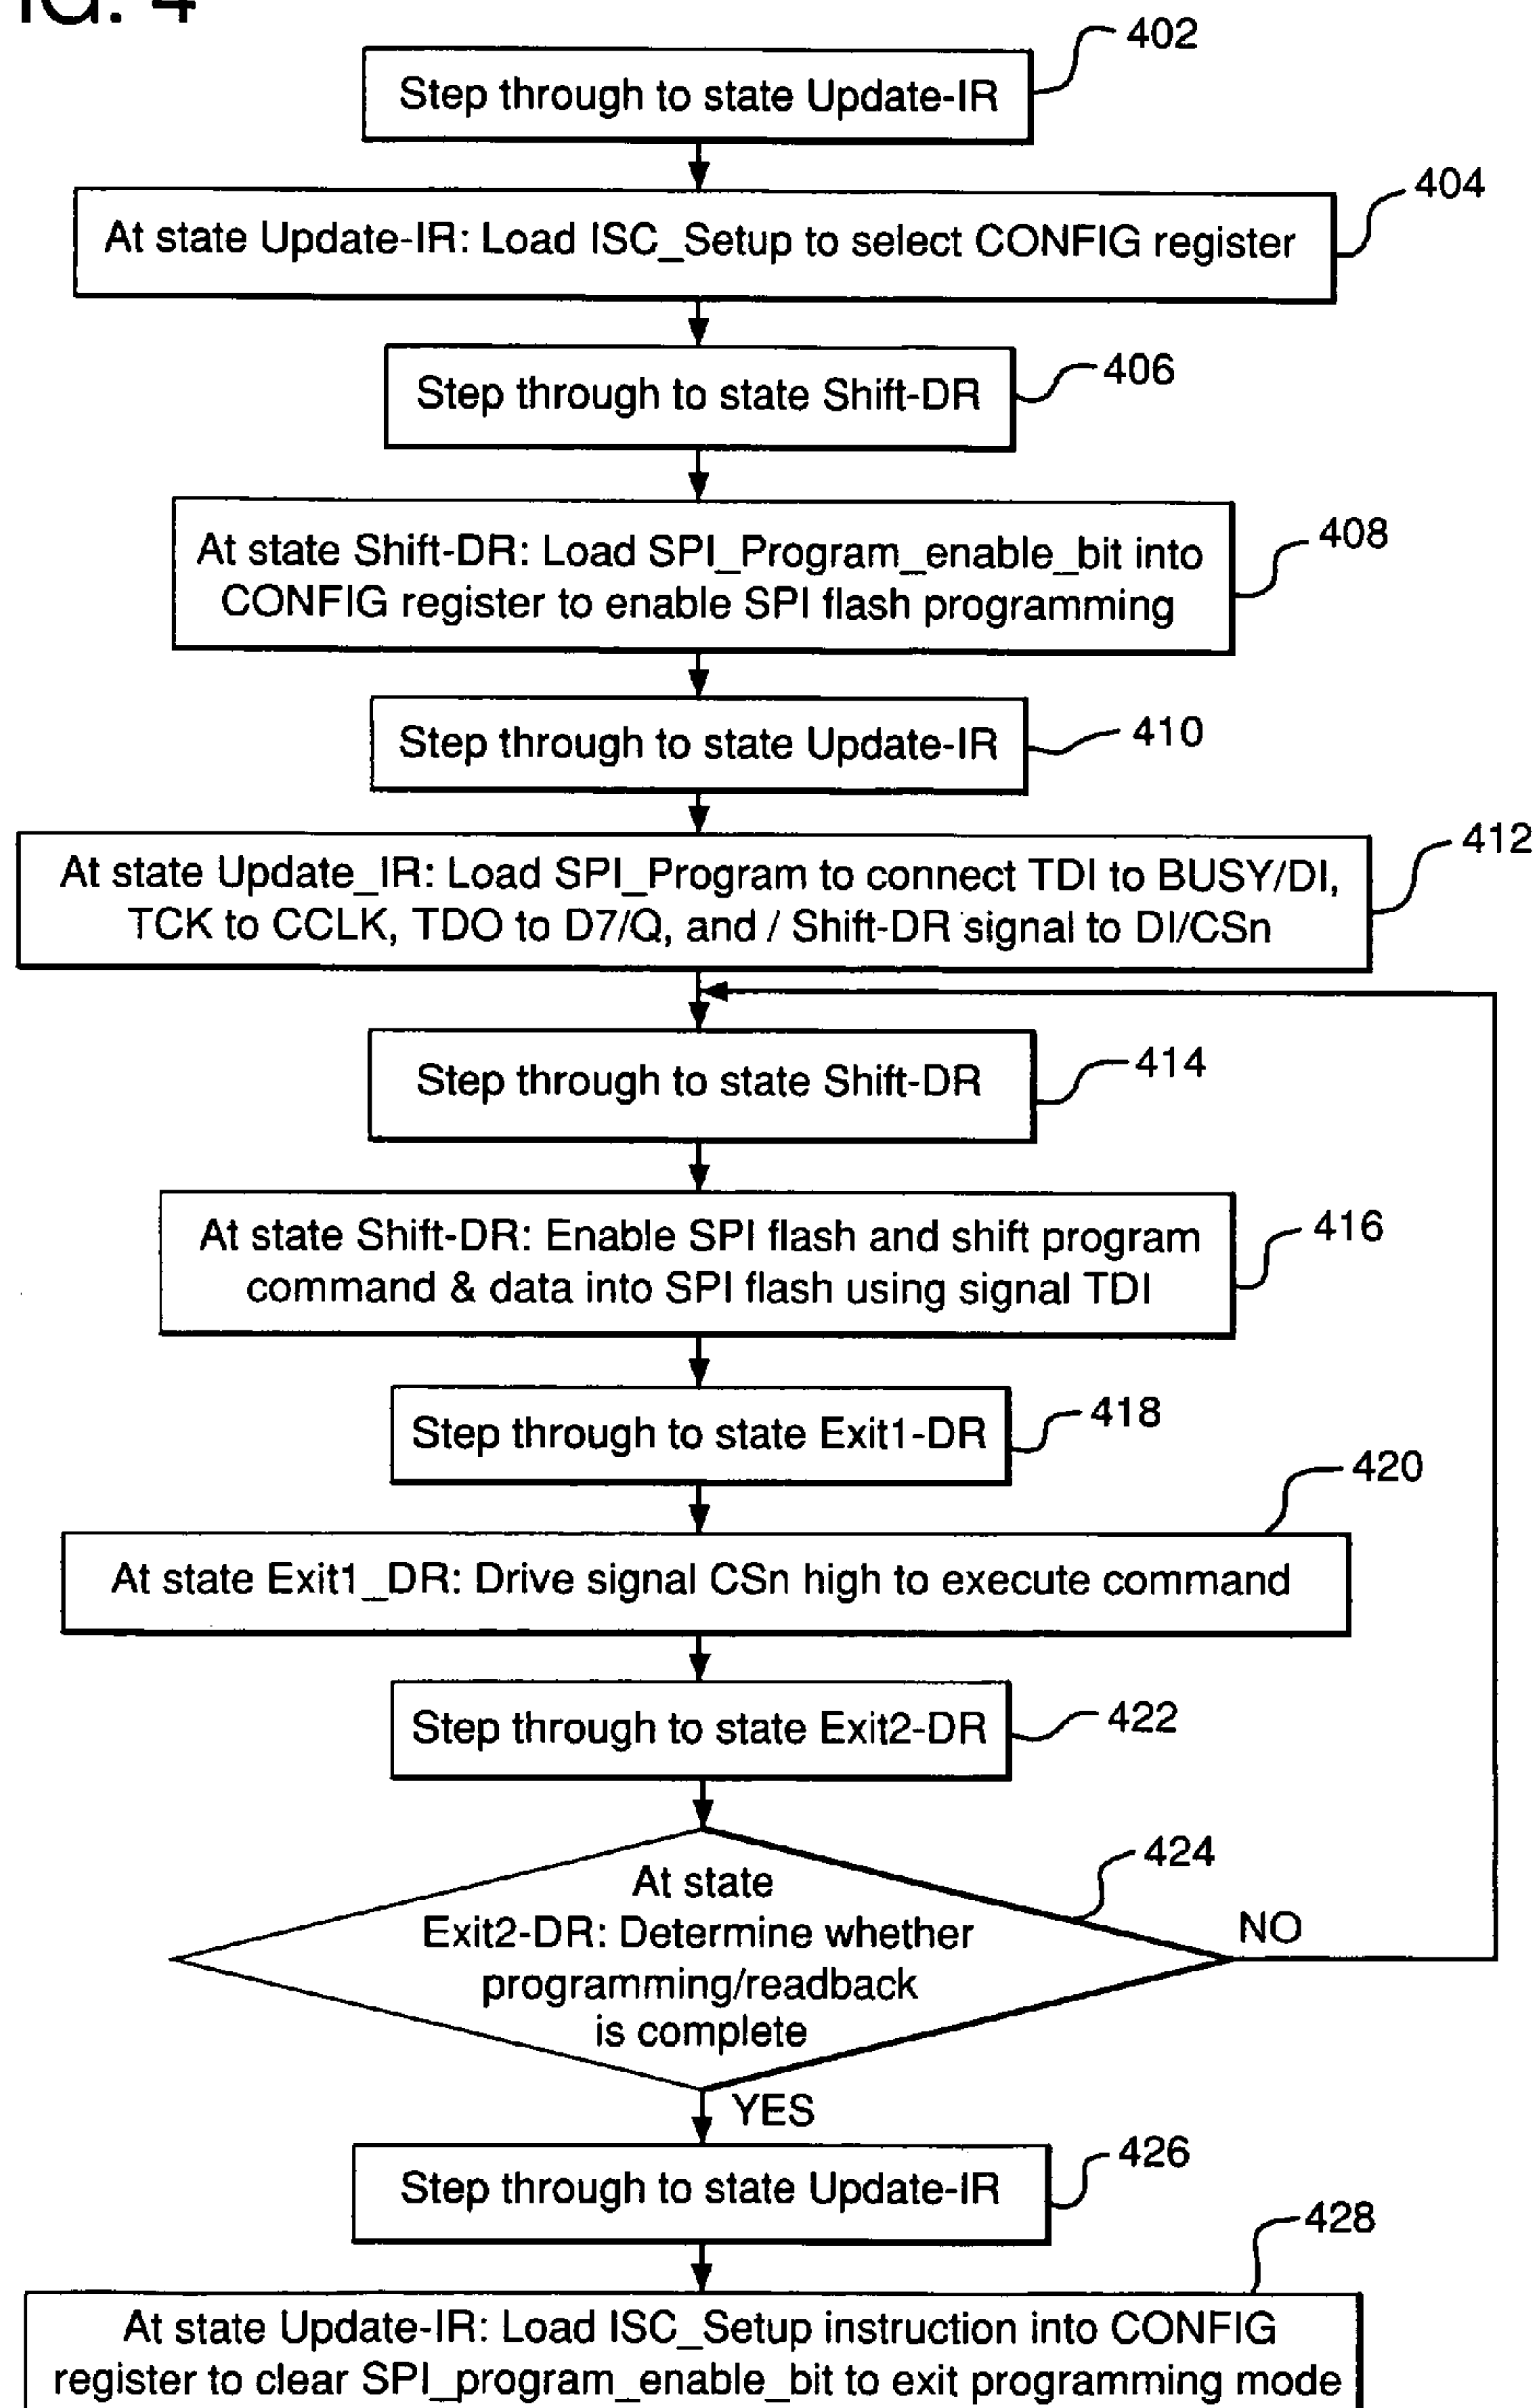 FIG. 4
402
Step through to state Update-IR
404
At state Update-IR: Load ISC_Setup to select CONFIG register
406
Step through to state Shift-DR
408
At state Shift-DR: Load SPI_Program_enable_bit into
CONFIG register to enable SPI flash programming
410
Step through to state Update-IR
412
At state Update_IR: Load SPI_Program to connect TDI to BUSY/DI,
TCK to CCLK, TDO to D7/Q, and / Shift-DR signal to DI/CSn
414
Step through to state Shift-DR
416
At state Shift-DR: Enable SPI flash and shift program
command & data into SPI flash using signal TDI
418
Step through to state Exit1-DR
420
At state Exit1_DR: Drive signal CSn high to execute command
422
Step through to state Exit2-DR
424
At state
Exit2-DR: Determine whether
programming/readback
is complete
NO
YES
426
Step through to state Update-IR
428
At state Update-IR: Load ISC_Setup instruction into CONFIG
register to clear SPI_program_enable_bit to exit programming mode